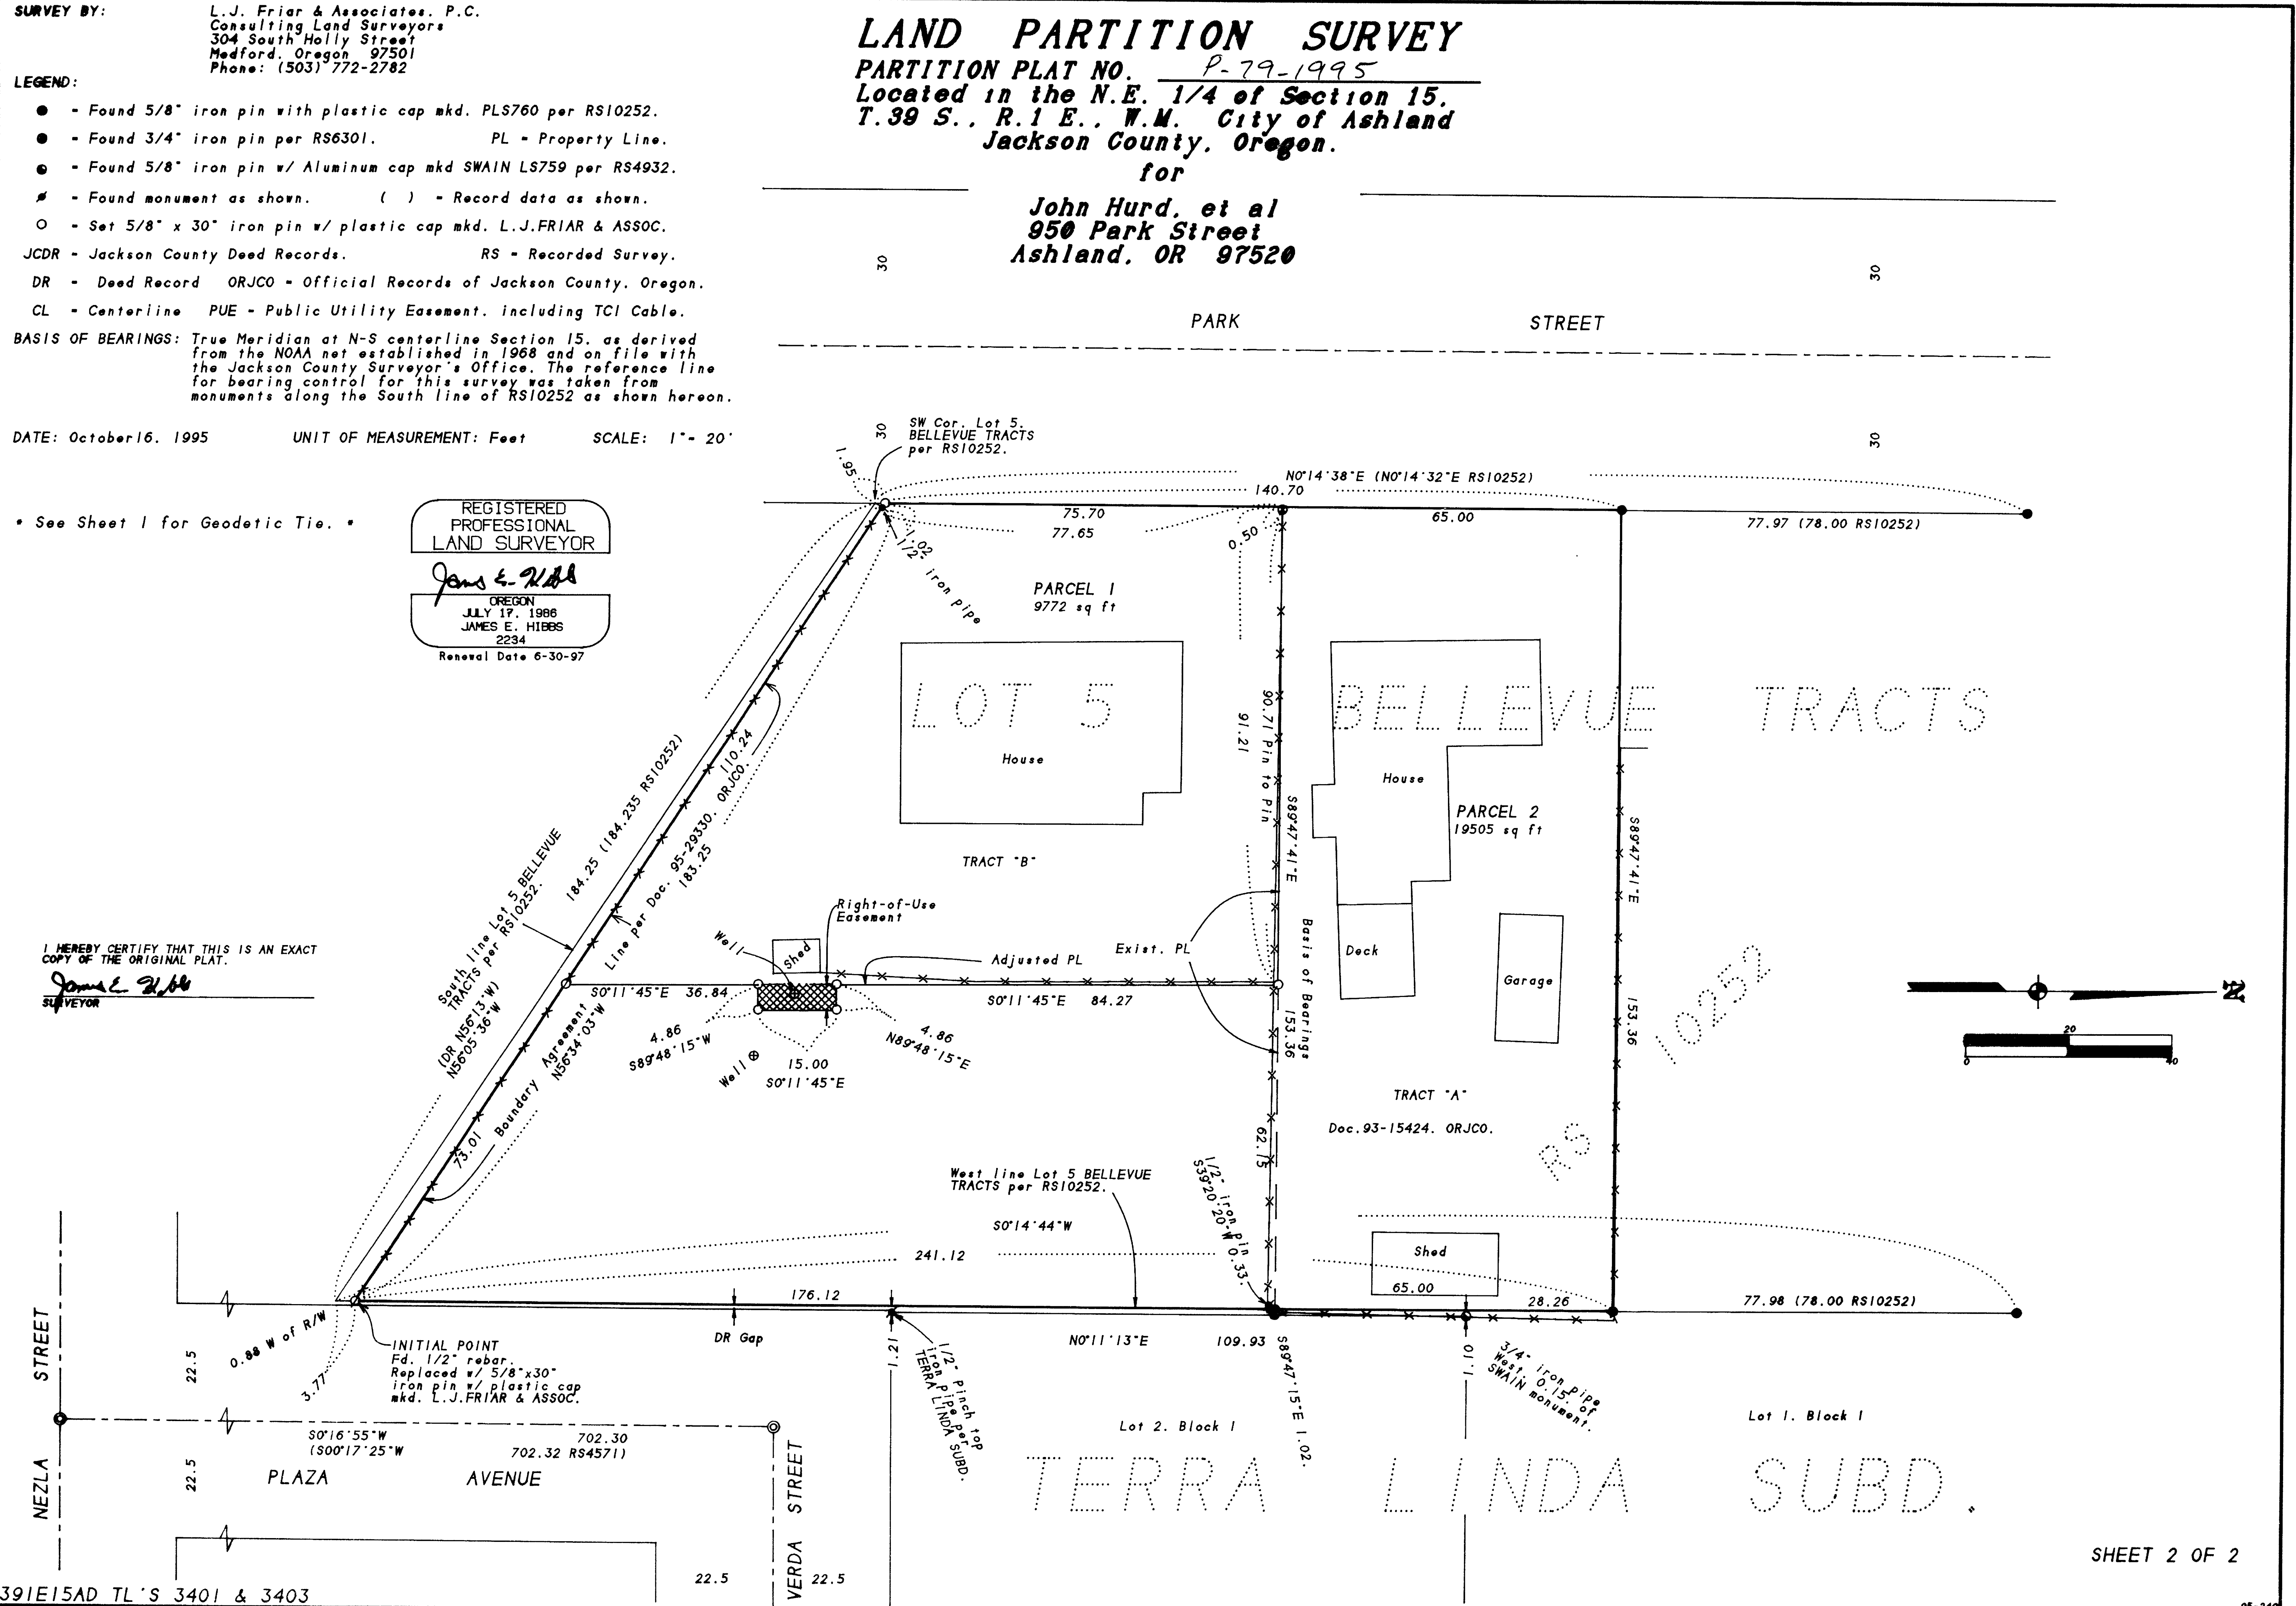 SURVEY BY: L.J. Friar & Associates, P.C.
Consulting Land Surveyors
304 South Holly Street
Medford, Oregon 97501
Phone: (503) 772-2782
LAND PARTITION SURVEY
PARTITION PLAT NO. P-79-1995
Located in the N.E. 1/4 of Section 15,
T.39 S., R.1 E., W.M. City of Ashland
Jackson County, Oregon.
for
John Hurd, et al
950 Park Street
Ashland, OR 97520
LEGEND:
● - Found 5/8" iron pin with plastic cap mkd. PLS760 per RS10252.
● - Found 3/4" iron pin per RS6301. PL - Property Line.
- Found 5/8" iron pin w/ Aluminum cap mkd SWAIN LS759 per RS4932.
- Found monument as shown. ( ) - Record data as shown.
○ - Set 5/8" x 30" iron pin w/ plastic cap mkd. L.J.FRIAR & ASSOC.
JCDR - Jackson County Deed Records. RS - Recorded Survey.
DR - Deed Record ORJCO - Official Records of Jackson County, Oregon.
CL - Centerline PUE - Public Utility Easement, including TCI Cable.
BASIS OF BEARINGS: True Meridian at N-S centerline Section 15, as derived
from the NOAA net established in 1968 and on file with
the Jackson County Surveyor's Office. The reference line
for bearing control for this survey was taken from
monuments along the South line of RS10252 as shown hereon.
DATE: October16, 1995 UNIT OF MEASUREMENT: Feet SCALE: 1"- 20'
* See Sheet 1 for Geodetic Tie. *
REGISTERED
PROFESSIONAL
LAND SURVEYOR
James E. Hibbs
OREGON
JULY 17, 1986
JAMES E. HIBBS
2234
Renewal Date 6-30-97
30
30
PARK STREET
30
30
SW Cor. Lot 5,
BELLEVUE TRACTS
per RS10252.
1.95
N0°14'38"E (N0°14'32"E RS10252)
140.70
75.70
77.65
65.00
77.97 (78.00 RS10252)
1.02
1/2" iron pipe
0.50
PARCEL 1
9772 sq ft
LOT 5
BELLEVUE TRACTS
House
House
90.71 Pin to Pin
91.21
S89°47'41"E
PARCEL 2
19505 sq ft
S89°47'41"E
153.36
TRACT "B"
110.24
184.25 (184.235 RS10252)
South line Lot 5 BELLEVUE
TRACTS per RS10252.
(DR N56°13'W)
N56°05'36"W
Boundary Agreement Line per Doc. 95-29330, ORJCO.
N56°34'03"W
183.25
73.01
Right-of-Use
Easement
Well
Shed
Exist. PL
Adjusted PL
Basis of Bearings
153.36
Deck
Garage
S0°11'45"E 36.84
S0°11'45"E 84.27
4.86
S89°48'15"W
4.86
N89°48'15"E
Well
15.00
S0°11'45"E
RS 10252
N
0 20 40
I HEREBY CERTIFY THAT THIS IS AN EXACT
COPY OF THE ORIGINAL PLAT.
James E. Hibbs
SURVEYOR
TRACT "A"
Doc.93-15424, ORJCO.
62.15
1/2" iron pin
S39°20'20"W 0.33.
West line Lot 5 BELLEVUE
TRACTS per RS10252.
S0°14'44"W
241.12
Shed
176.12
65.00
28.26
77.98 (78.00 RS10252)
DR Gap
1.21
N0°11'13"E 109.93
1.10
S89°47'15"E 1.02.
1/2" Pinch top
iron pipe per
TERRA LINDA SUBD.
3/4" iron pipe
West, 0.15, of
SWAIN monument.
0.88 W of R/W
3.77
INITIAL POINT
Fd. 1/2" rebar.
Replaced w/ 5/8"x30"
iron pin w/ plastic cap
mkd. L.J.FRIAR & ASSOC.
NEZLA STREET
22.5
22.5
S0°16'55"W 702.30
(S00°17'25"W 702.32 RS4571)
PLAZA AVENUE
VERDA STREET
22.5
22.5
Lot 2, Block 1
Lot 1, Block 1
TERRA LINDA SUBD.
SHEET 2 OF 2
391E15AD TL'S 3401 & 3403